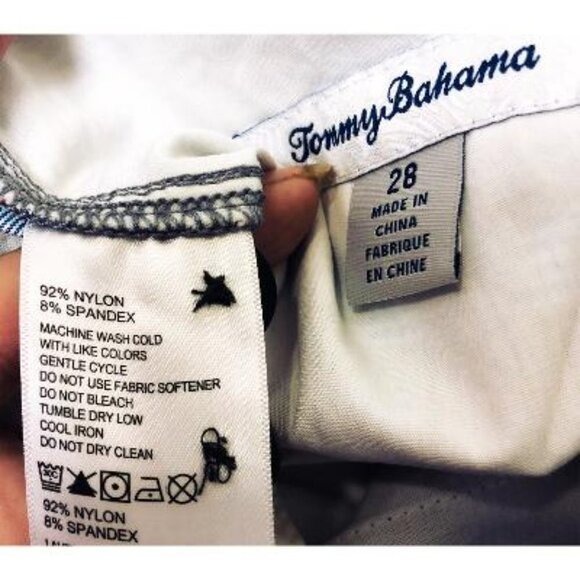 Tommy Bahama
28
MADE IN
CHINA
FABRIQUE
EN CHINE
92% NYLON
8% SPANDEX
MACHINE WASH COLD
WITH LIKE COLORS
GENTLE CYCLE
DO NOT USE FABRIC SOFTENER
DO NOT BLEACH
TUMBLE DRY LOW
COOL IRON
DO NOT DRY CLEAN
92% NYLON
8% SPANDEX